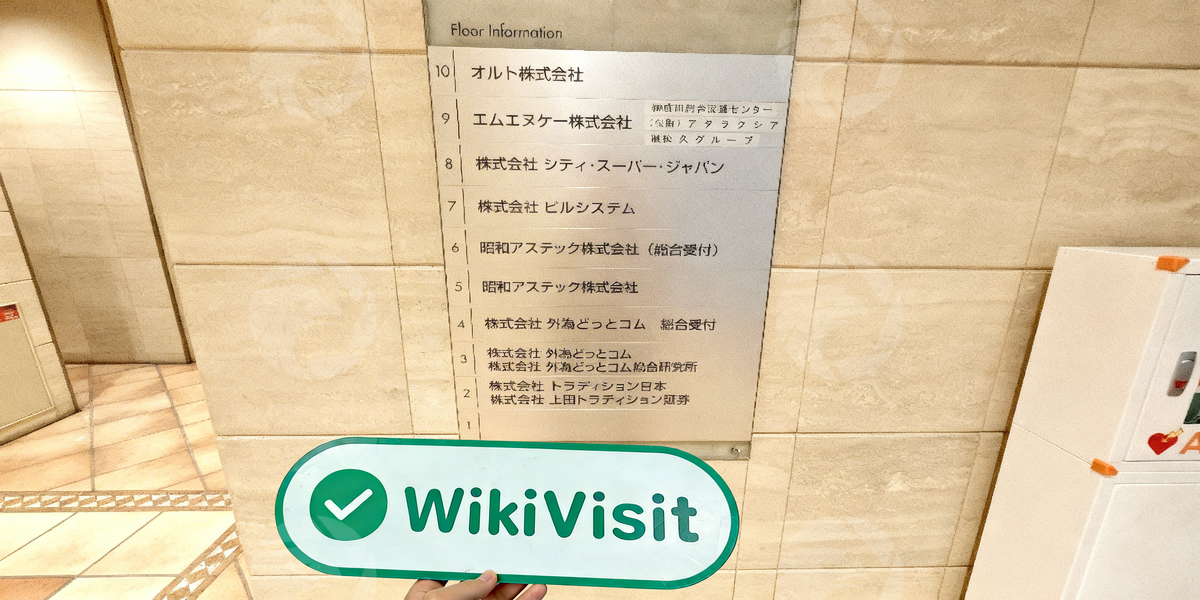 Floor Information
10 オルト株式会社
9 エムエヌケー株式会社
アタラクシア
グループ
8 株式会社 シティ・スーパー・ジャパン
7 株式会社 ビルシステム
6 昭和アステック株式会社（総合受付）
5 昭和アステック株式会社
4 株式会社 外為どっとコム 総合受付
3 株式会社 外為どっとコム
株式会社 外為どっとコム総合研究所
2 株式会社 トラディション日本
株式会社 上田トラディション証券
1
WikiVisit